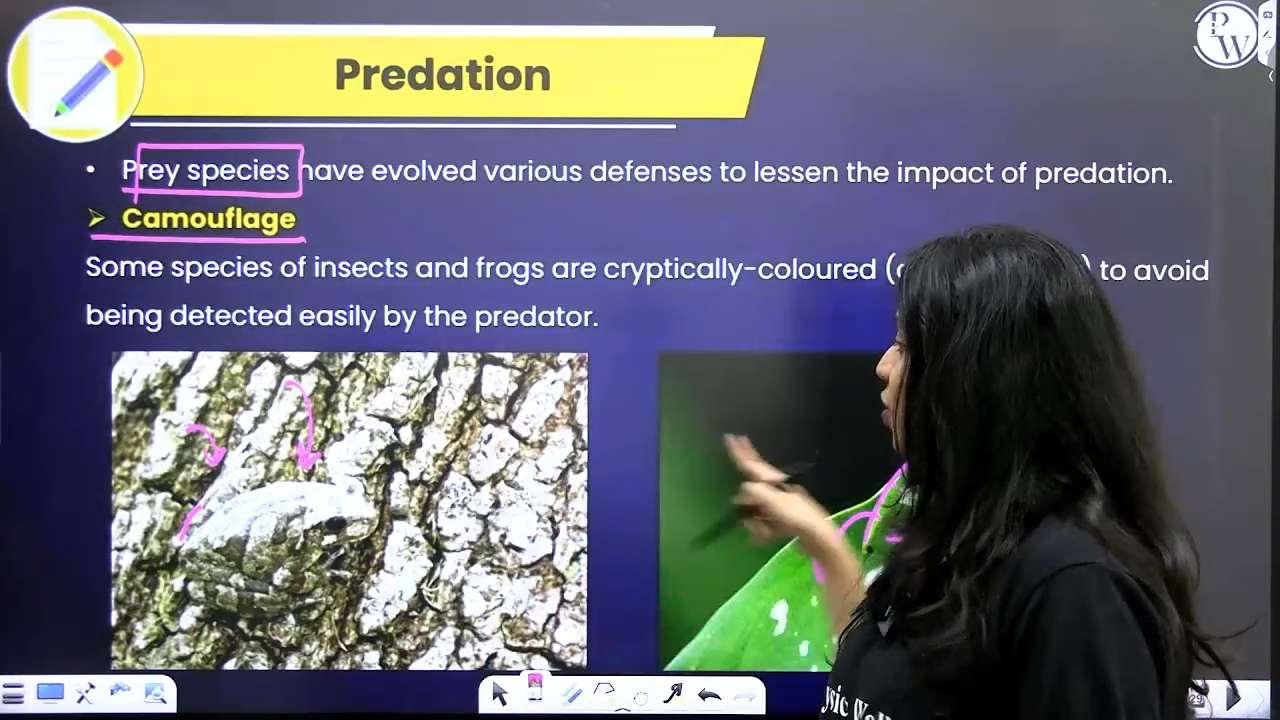 PW
Predation
• Prey species have evolved various defenses to lessen the impact of predation.
➤ Camouflage
Some species of insects and frogs are cryptically-coloured ( ) to avoid
being detected easily by the predator.